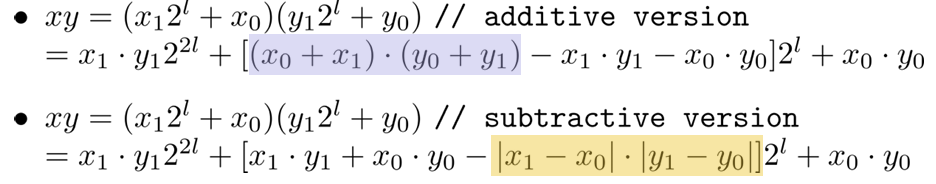 • xy = (x₁2ˡ + x₀)(y₁2ˡ + y₀) // additive version
= x₁ · y₁2²ˡ + [(x₀ + x₁) · (y₀ + y₁) − x₁ · y₁ − x₀ · y₀]2ˡ + x₀ · y₀
• xy = (x₁2ˡ + x₀)(y₁2ˡ + y₀) // subtractive version
= x₁ · y₁2²ˡ + [x₁ · y₁ + x₀ · y₀ − |x₁ − x₀| · |y₁ − y₀|]2ˡ + x₀ · y₀